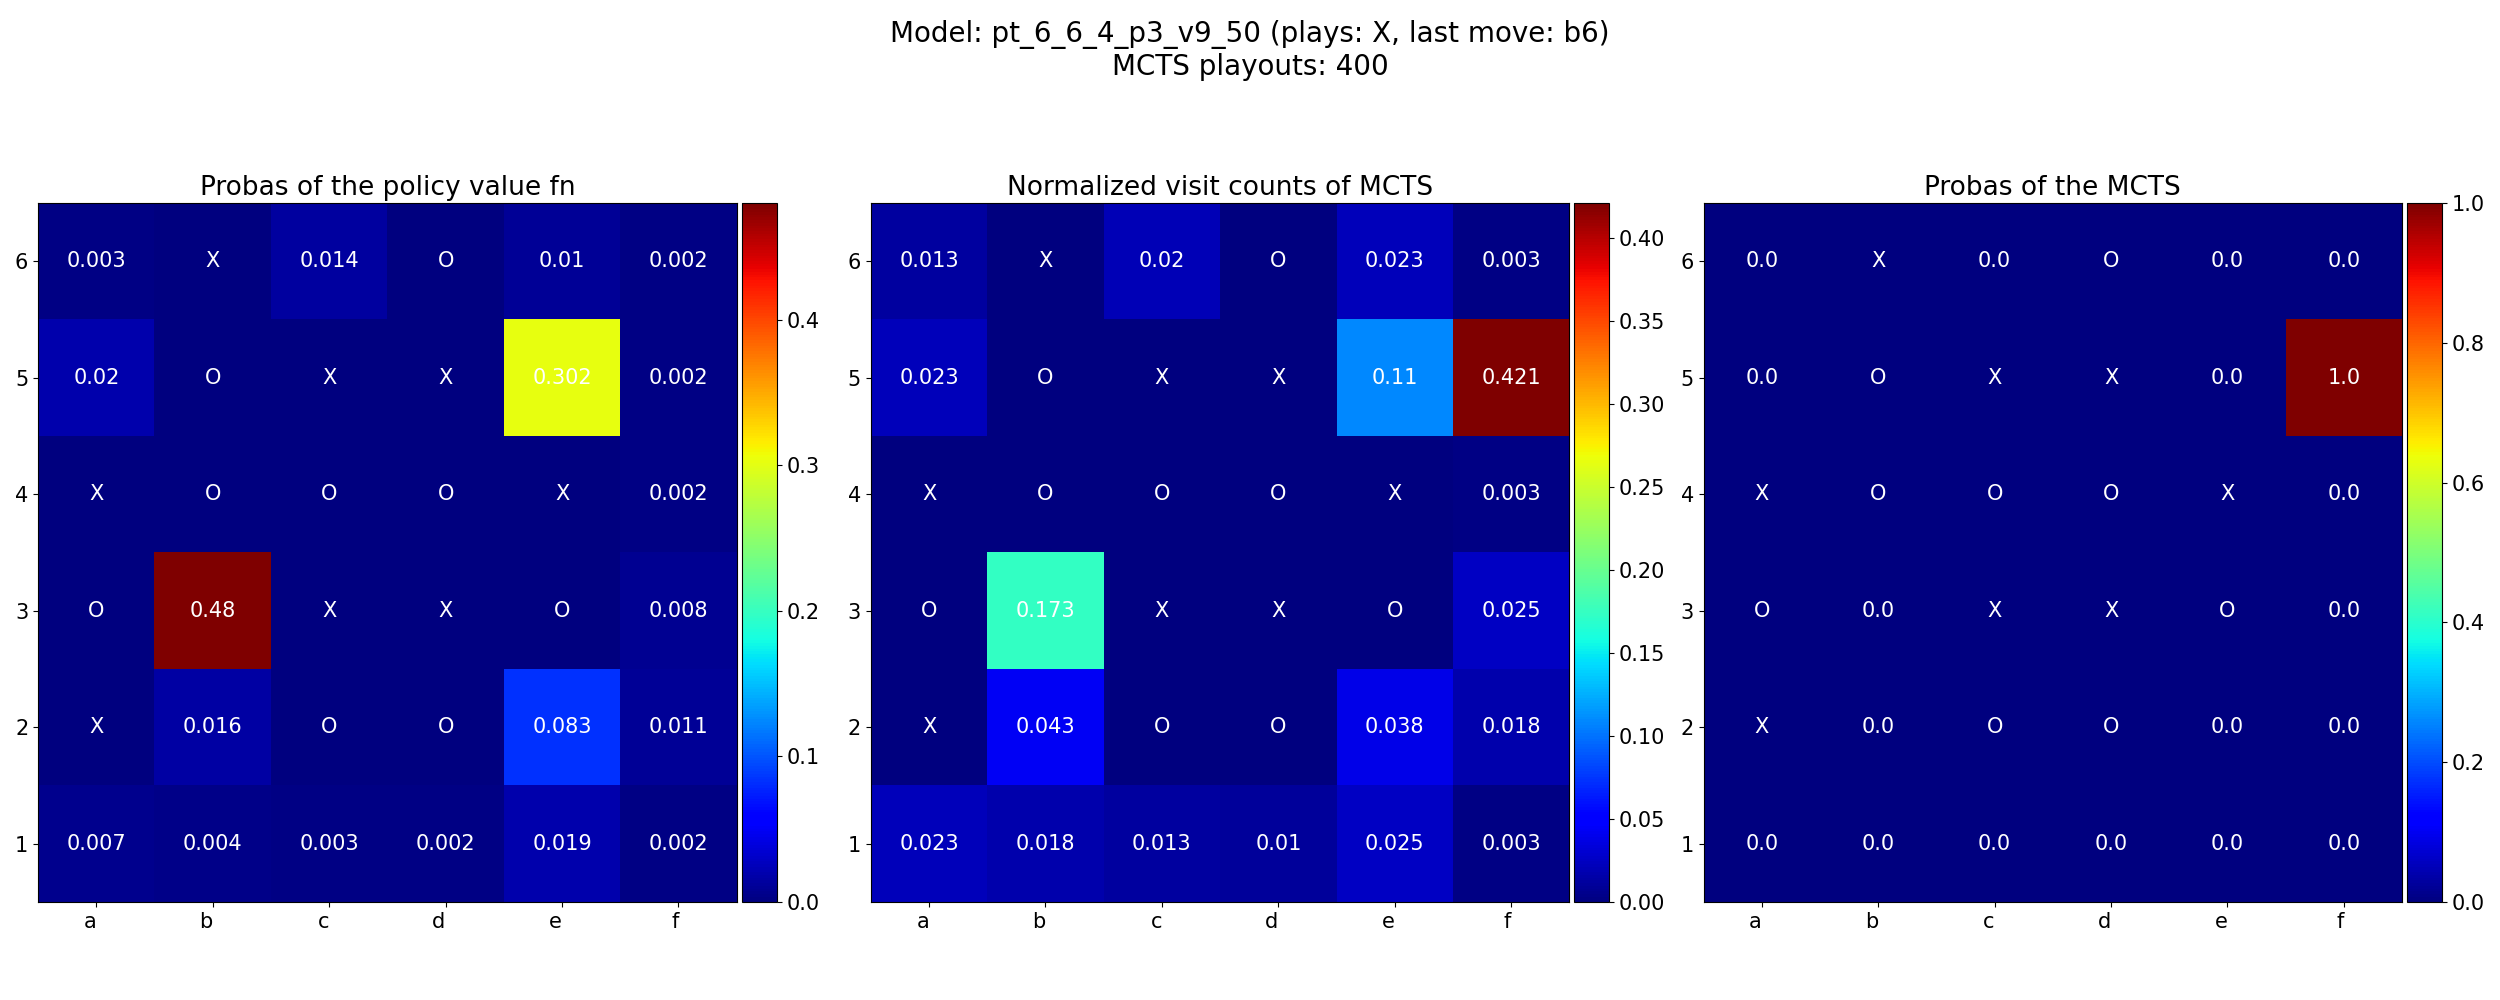 Model: pt_6_6_4_p3_v9_50 (plays: X, last move: b6)
MCTS playouts: 400
Probas of the policy value fn
6 0.003 X 0.014 O 0.01 0.002
5 0.02 O X X 0.302 0.002
4 X O O O X 0.002
3 O 0.48 X X O 0.008
2 X 0.016 O O 0.083 0.011
1 0.007 0.004 0.003 0.002 0.019 0.002
a b c d e f
0.4
0.3
0.2
0.1
0.0
Normalized visit counts of MCTS
6 0.013 X 0.02 O 0.023 0.003
5 0.023 O X X 0.11 0.421
4 X O O O X 0.003
3 O 0.173 X X O 0.025
2 X 0.043 O O 0.038 0.018
1 0.023 0.018 0.013 0.01 0.025 0.003
a b c d e f
0.40
0.35
0.30
0.25
0.20
0.15
0.10
0.05
0.00
Probas of the MCTS
6 0.0 X 0.0 O 0.0 0.0
5 0.0 O X X 0.0 1.0
4 X O O O X 0.0
3 O 0.0 X X O 0.0
2 X 0.0 O O 0.0 0.0
1 0.0 0.0 0.0 0.0 0.0 0.0
a b c d e f
1.0
0.8
0.6
0.4
0.2
0.0